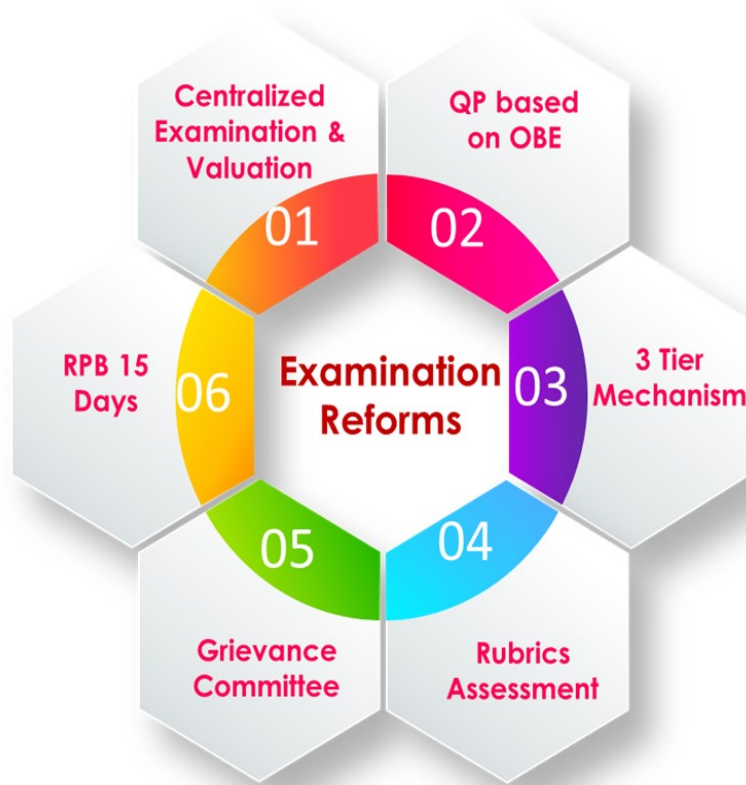 Centralized
Examination &
Valuation
01
QP based
on OBE
02
3 Tier
Mechanism
03
Rubrics
Assessment
04
Grievance
Committee
05
RPB 15
Days
06
Examination
Reforms